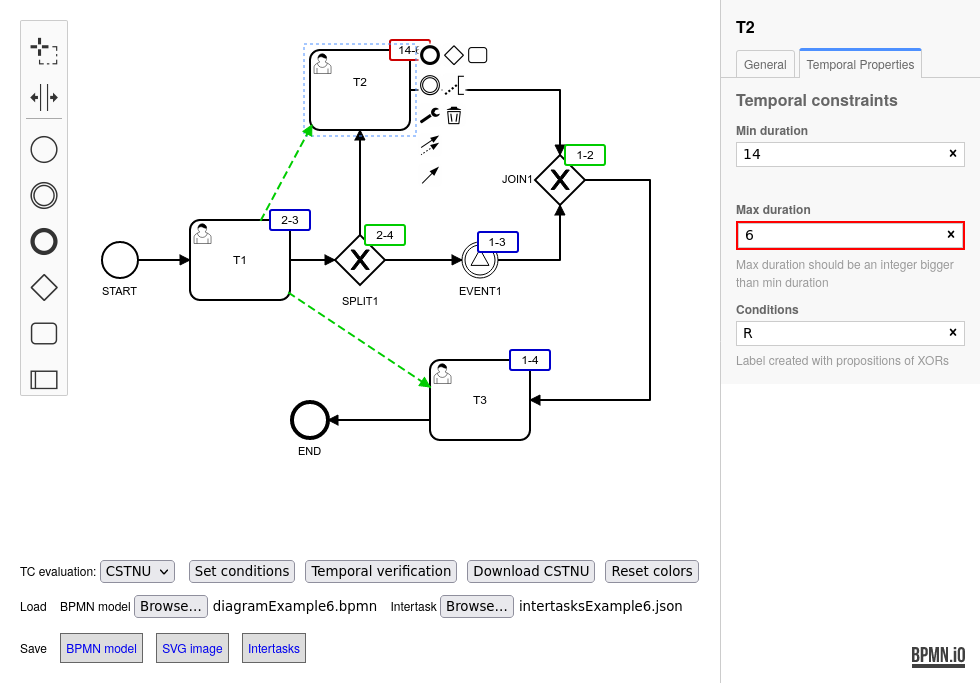 T2
General
Temporal Properties
Temporal constraints
Min duration
14 ×
Max duration
6 ×
Max duration should be an integer bigger
than min duration
Conditions
R ×
Label created with propositions of XORs
14-
T2
1-2
JOIN1
X
2-3
T1
START
2-4
X
SPLIT1
1-3
EVENT1
1-4
T3
END
TC evaluation: CSTNU Set conditions Temporal verification Download CSTNU Reset colors
Load BPMN model Browse... diagramExample6.bpmn Intertask Browse... intertasksExample6.json
Save BPMN model SVG image Intertasks
BPMN.iO